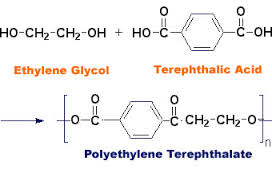 O O
HO-CH₂-CH₂-OH + HO-C C-OH
Ethylene Glycol Terephthalic Acid
O O
O-C C-CH₂-CH₂-O
n
Polyethylene Terephthalate